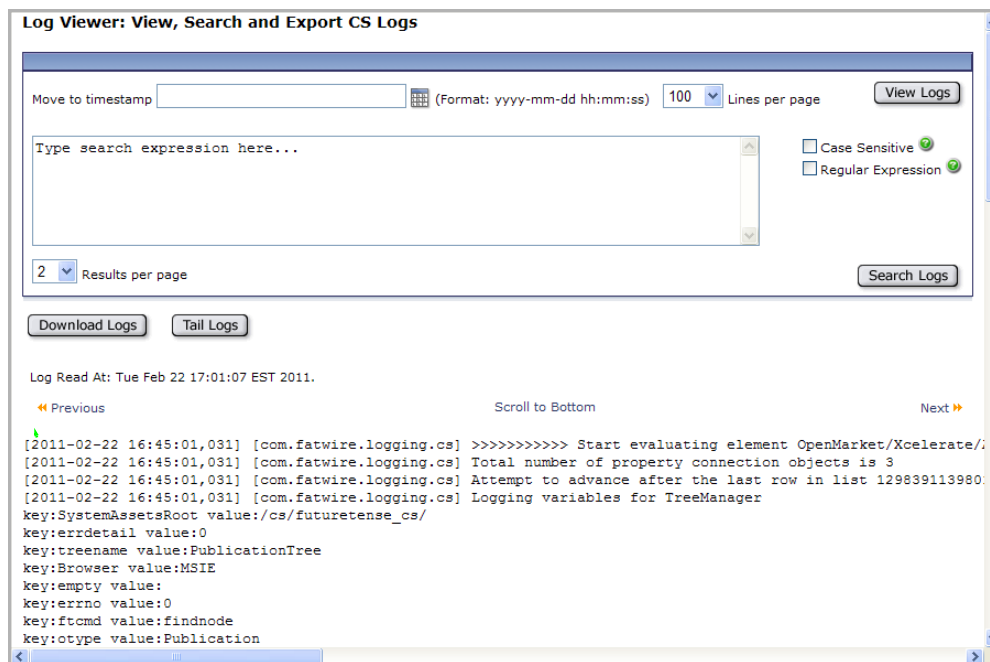 Log Viewer: View, Search and Export CS Logs
Move to timestamp (Format: yyyy-mm-dd hh:mm:ss) 100 Lines per page View Logs
Type search expression here...
Case Sensitive
Regular Expression
2 Results per page Search Logs
Download Logs Tail Logs
Log Read At: Tue Feb 22 17:01:07 EST 2011.
Previous Scroll to Bottom Next
[2011-02-22 16:45:01,031] [com.fatwire.logging.cs] >>>>>>>>>>> Start evaluating element OpenMarket/Xcelerate/
[2011-02-22 16:45:01,031] [com.fatwire.logging.cs] Total number of property connection objects is 3
[2011-02-22 16:45:01,031] [com.fatwire.logging.cs] Attempt to advance after the last row in list 129839113980
[2011-02-22 16:45:01,031] [com.fatwire.logging.cs] Logging variables for TreeManager
key:SystemAssetsRoot value:/cs/futuretense_cs/
key:errdetail value:0
key:treename value:PublicationTree
key:Browser value:MSIE
key:empty value:
key:errno value:0
key:ftcmd value:findnode
key:otype value:Publication